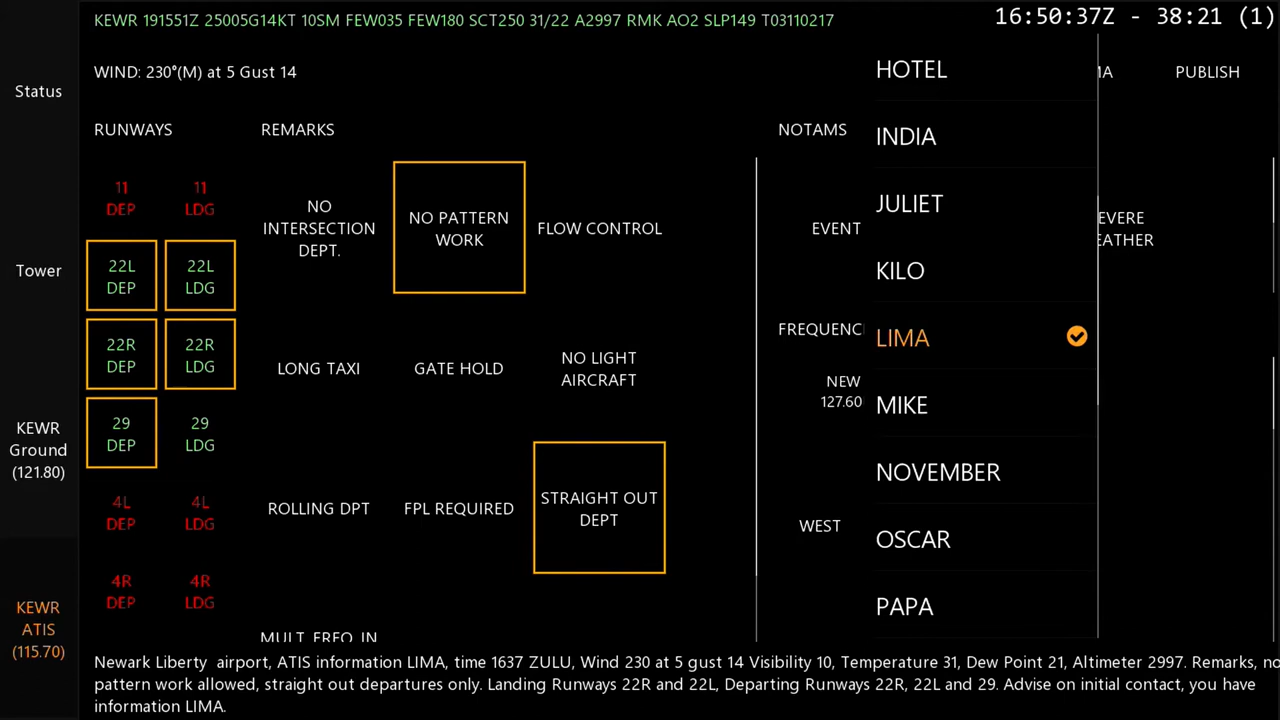 KEWR 191551Z 25005G14KT 10SM FEW035 FEW180 SCT250 31/22 A2997 RMK AO2 SLP149 T03110217
16:50:37Z - 38:21 (1)
WIND: 230°(M) at 5 Gust 14
MA
PUBLISH
Status
Tower
KEWR
Ground
(121.80)
KEWR
ATIS
(115.70)
RUNWAYS
11
DEP
11
LDG
22L
DEP
22L
LDG
22R
DEP
22R
LDG
29
DEP
29
LDG
4L
DEP
4L
LDG
4R
DEP
4R
LDG
REMARKS
NO
INTERSECTION
DEPT.
NO PATTERN
WORK
FLOW CONTROL
LONG TAXI
GATE HOLD
NO LIGHT
AIRCRAFT
ROLLING DPT
FPL REQUIRED
STRAIGHT OUT
DEPT
MULT FREQ IN
NOTAMS
EVENT
EVERE
EATHER
FREQUENC
NEW
127.60
WEST
HOTEL
INDIA
JULIET
KILO
LIMA
MIKE
NOVEMBER
OSCAR
PAPA
Newark Liberty airport, ATIS information LIMA, time 1637 ZULU, Wind 230 at 5 gust 14 Visibility 10, Temperature 31, Dew Point 21, Altimeter 2997. Remarks, no
pattern work allowed, straight out departures only. Landing Runways 22R and 22L, Departing Runways 22R, 22L and 29. Advise on initial contact, you have
information LIMA.